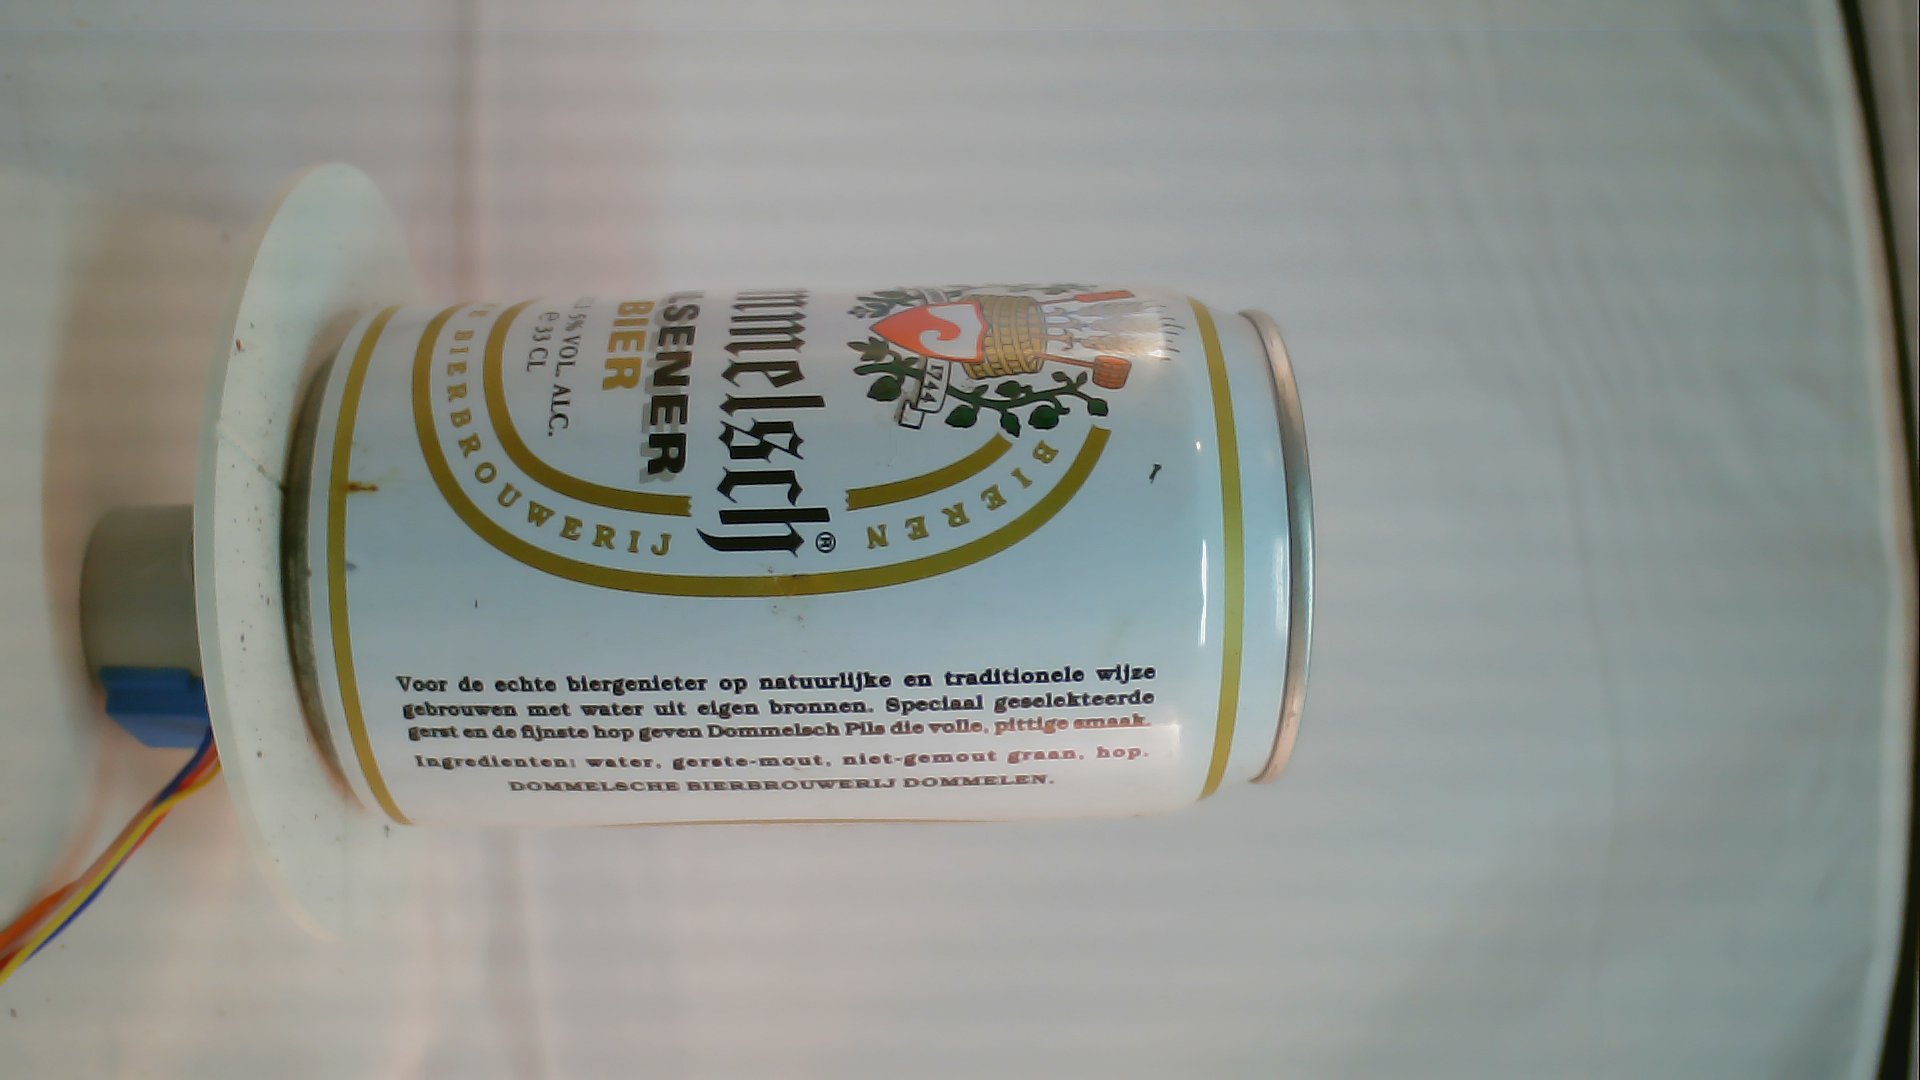 1744
BIEREN
mmelsch®
LSENER
BIER
5% VOL. ALC.
℮ 33 CL
E BIERBROUWERIJ
Voor de echte biergenieter op natuurlijke en traditionele wijze
gebrouwen met water uit eigen bronnen. Speciaal geselekteerde
gerst en de fijnste hop geven Dommelsch Pils die volle, pittige smaak.
Ingredienten: water, gerste-mout, niet-gemout graan, hop.
DOMMELSCHE BIERBROUWERIJ DOMMELEN.